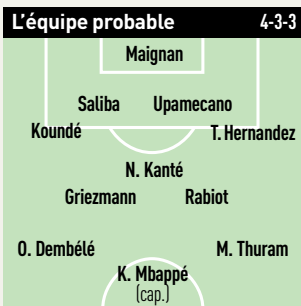 L’équipe probable 4-3-3
Maignan
Saliba Upamecano
Koundé T. Hernandez
N. Kanté
Griezmann Rabiot
O. Dembélé M. Thuram
K. Mbappé
(cap.)